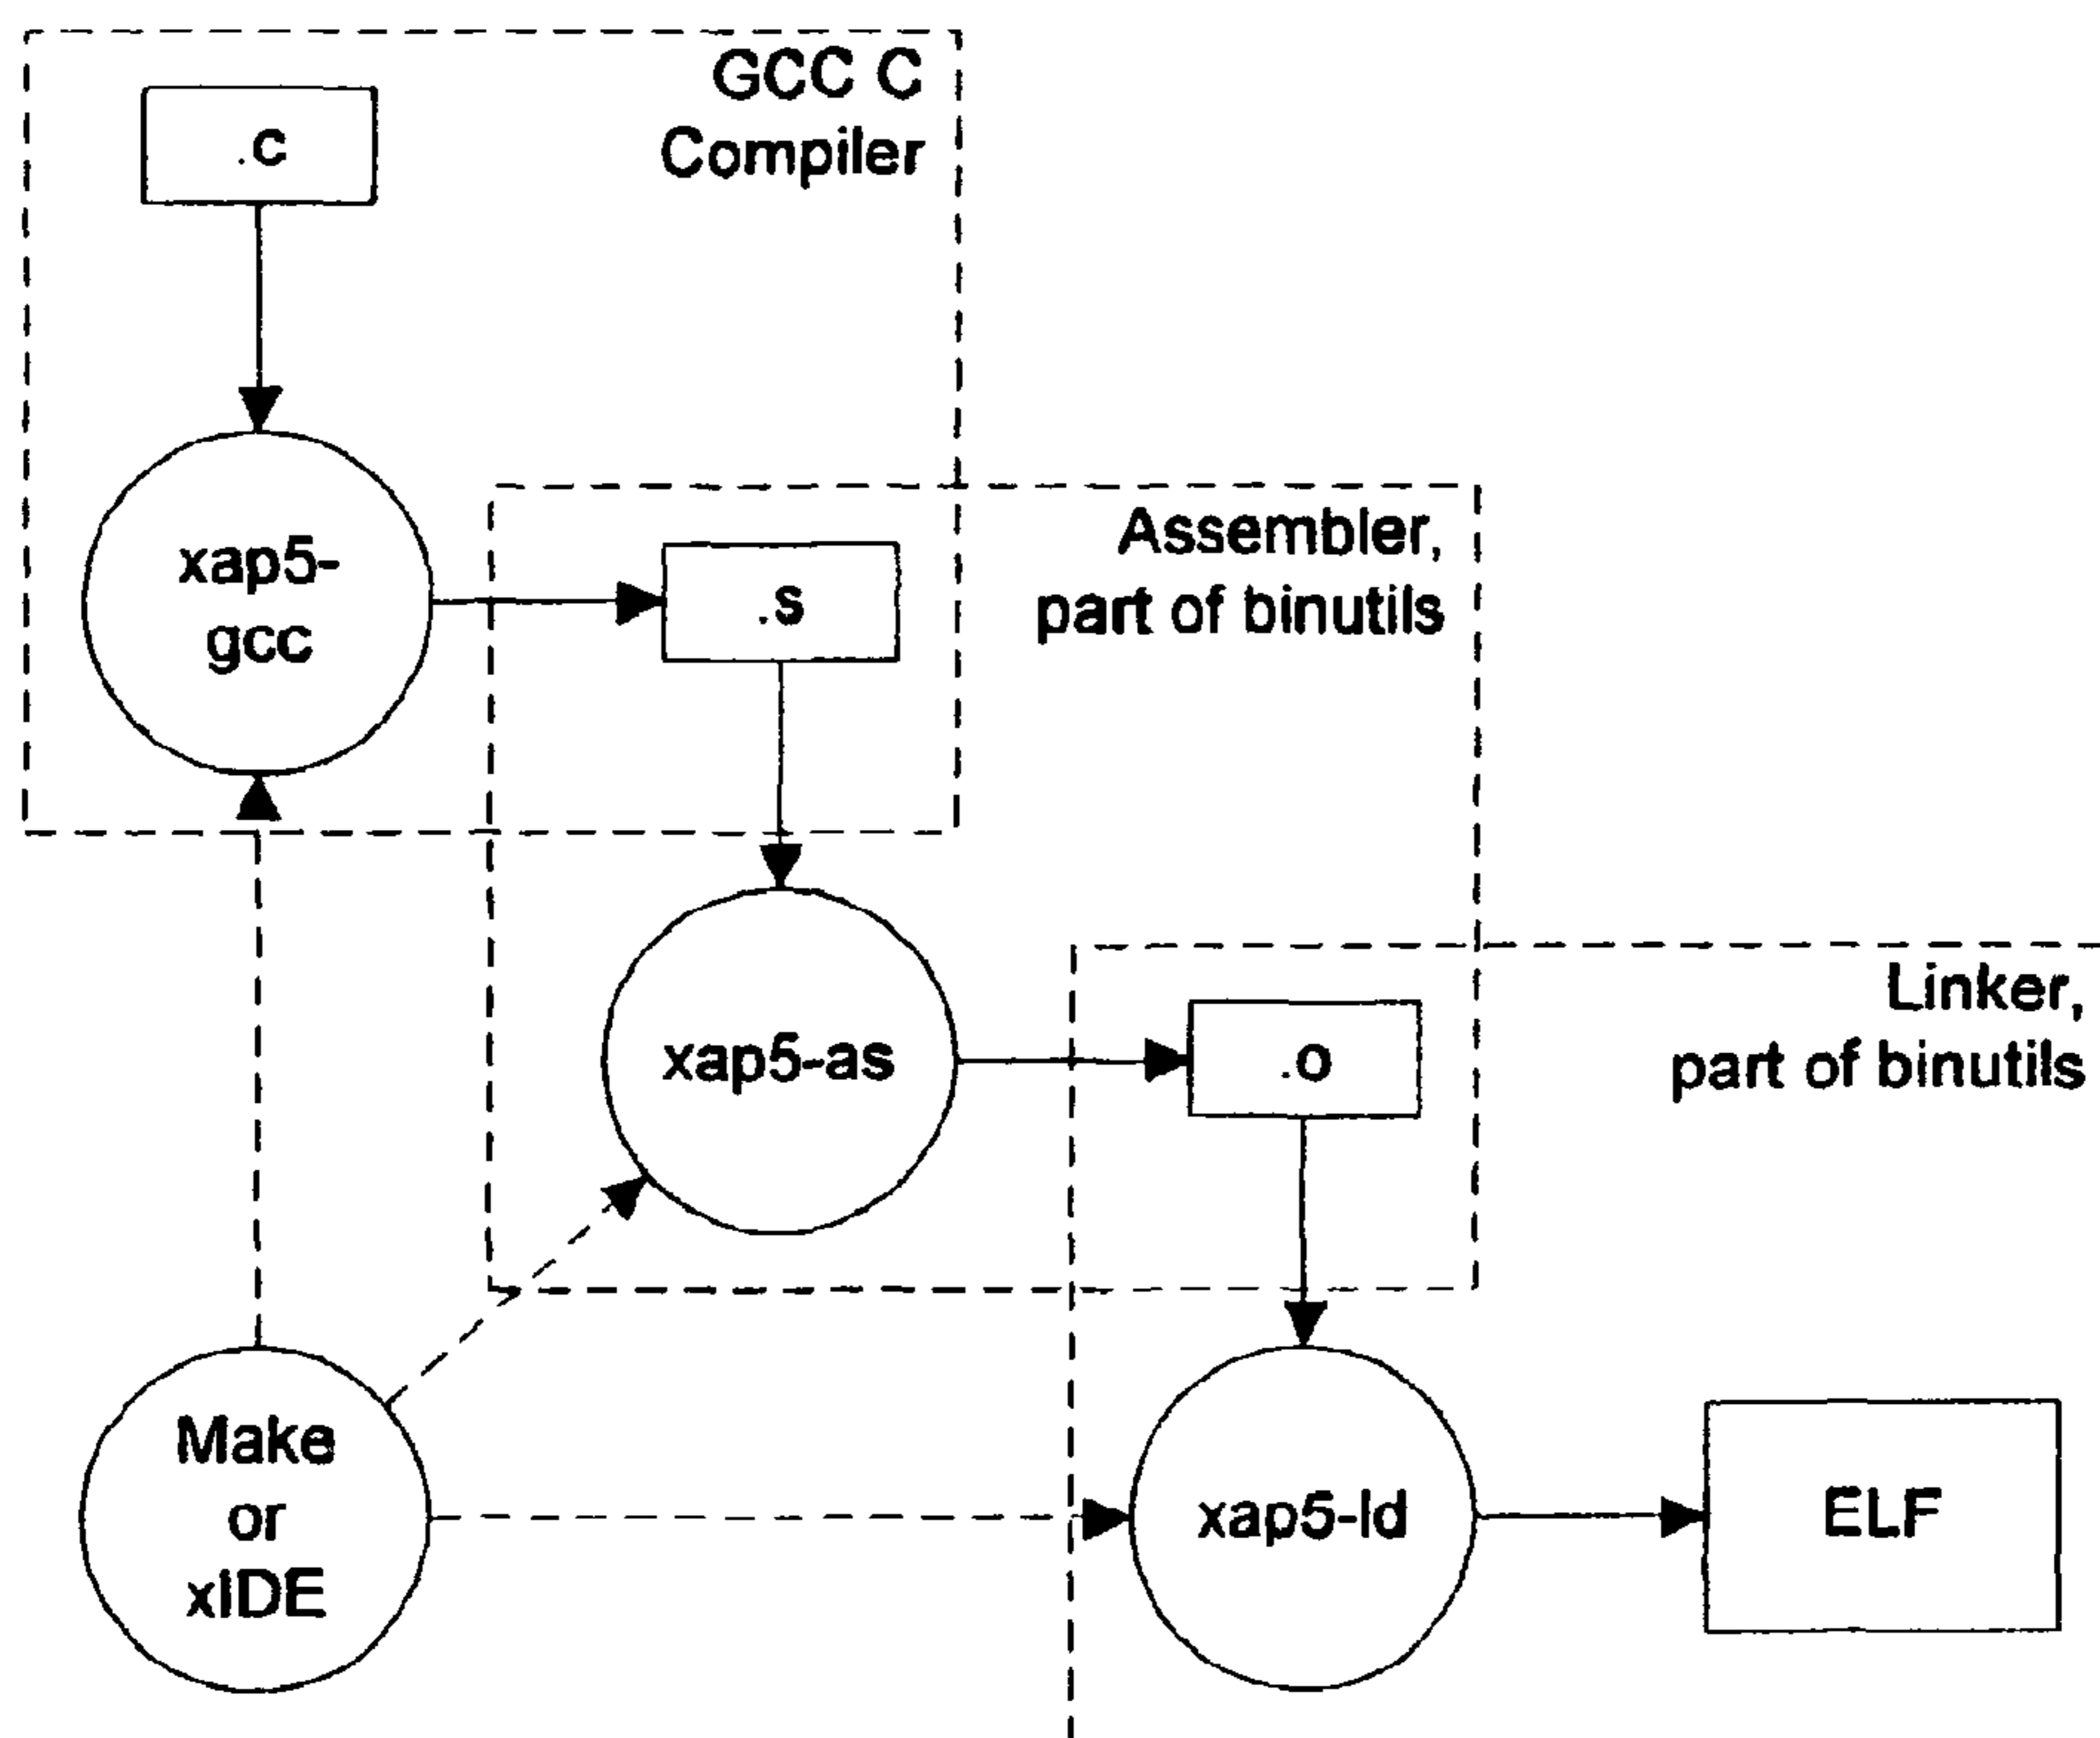 GCC C
Compiler
.c
xap5-
gcc
Assembler,
part of binutils
.s
Linker,
part of binutils
xap5-as
.o
Make
or
xIDE
xap5-ld
ELF